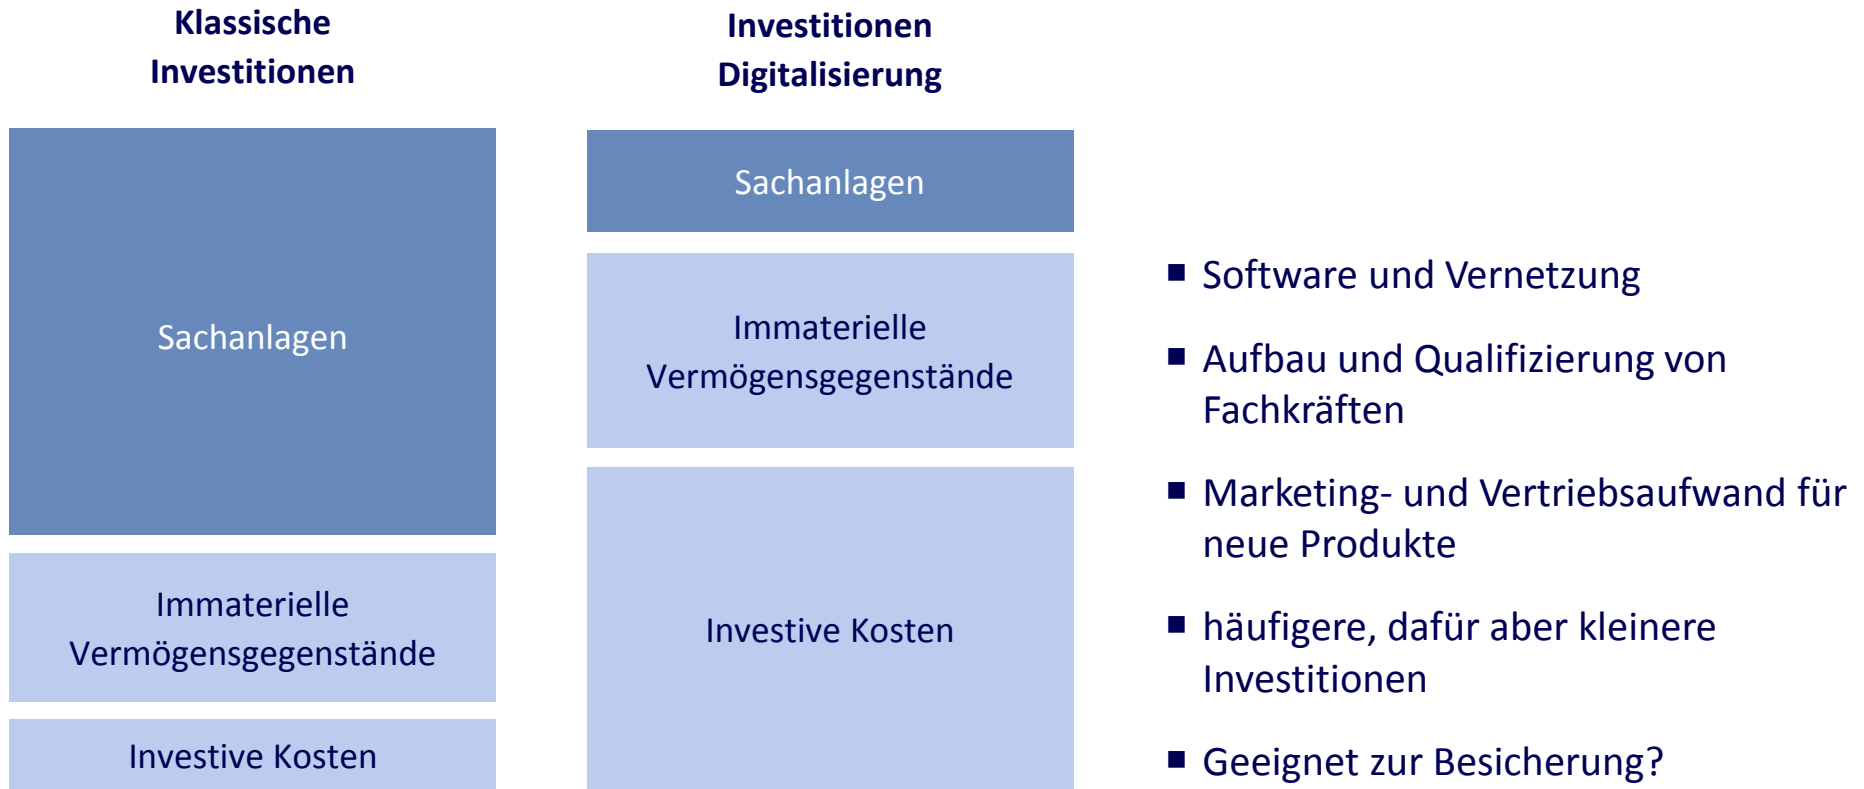 Klassische
Investitionen
Sachanlagen
Immaterielle
Vermögensgegenstände
Investive Kosten
Investitionen
Digitalisierung
Sachanlagen
Immaterielle
Vermögensgegenstände
Investive Kosten
■ Software und Vernetzung
■ Aufbau und Qualifizierung von
Fachkräften
■ Marketing- und Vertriebsaufwand für
neue Produkte
■ häufigere, dafür aber kleinere
Investitionen
■ Geeignet zur Besicherung?